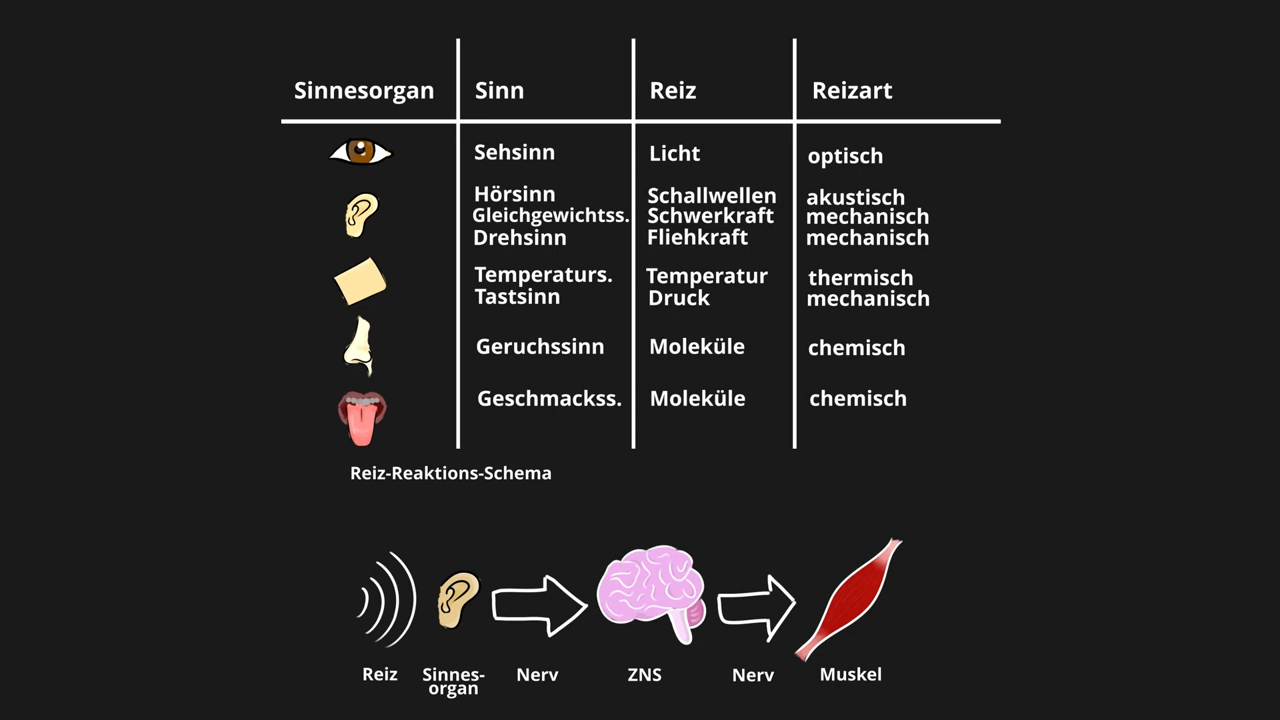 Sinnesorgan Sinn Reiz Reizart
Sehsinn Licht optisch
Hörsinn Schallwellen akustisch
Gleichgewichtss. Schwerkraft mechanisch
Drehsinn Fliehkraft mechanisch
Temperaturs. Temperatur thermisch
Tastsinn Druck mechanisch
Geruchssinn Moleküle chemisch
Geschmackss. Moleküle chemisch
Reiz-Reaktions-Schema
Reiz Sinnes- Nerv ZNS Nerv Muskel
organ